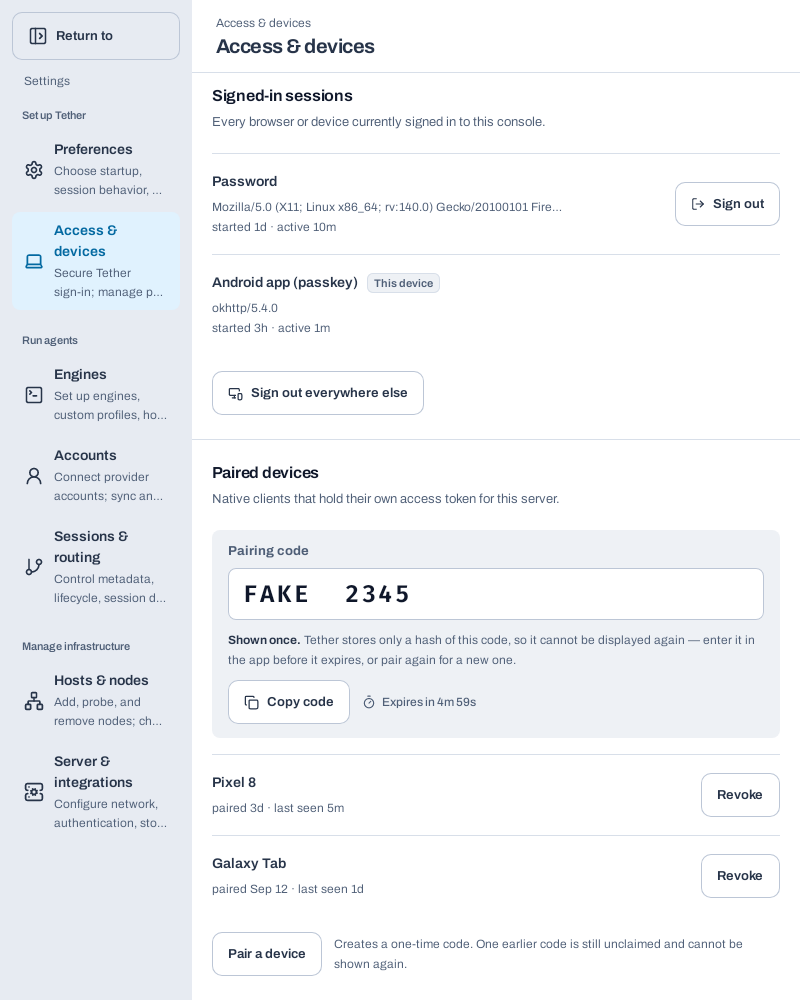 Return to
Settings
Set up Tether
Preferences
Choose startup,
session behavior, ...
Access &
devices
Secure Tether
sign-in; manage p...
Run agents
Engines
Set up engines,
custom profiles, ho...
Accounts
Connect provider
accounts; sync an...
Sessions &
routing
Control metadata,
lifecycle, session d...
Manage infrastructure
Hosts & nodes
Add, probe, and
remove nodes; ch...
Server &
integrations
Configure network,
authentication, sto...
Access & devices
Access & devices
Signed-in sessions
Every browser or device currently signed in to this console.
Password
Mozilla/5.0 (X11; Linux x86_64; rv:140.0) Gecko/20100101 Fire...
started 1d · active 10m
Sign out
Android app (passkey) This device
okhttp/5.4.0
started 3h · active 1m
Sign out everywhere else
Paired devices
Native clients that hold their own access token for this server.
Pairing code
FAKE 2345
Shown once. Tether stores only a hash of this code, so it cannot be displayed again — enter it in
the app before it expires, or pair again for a new one.
Copy code Expires in 4m 59s
Pixel 8
paired 3d · last seen 5m
Revoke
Galaxy Tab
paired Sep 12 · last seen 1d
Revoke
Pair a device
Creates a one-time code. One earlier code is still unclaimed and cannot be
shown again.